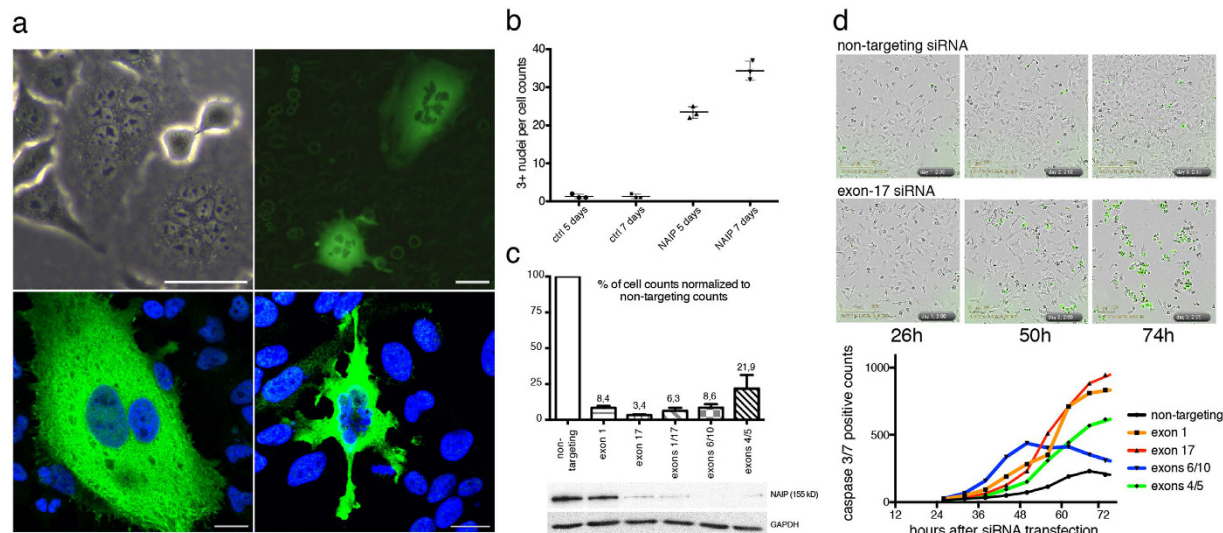 a
b
3+ nuclei per cell counts
40
30
20
10
0
ctrl 5 days
ctrl 7 days
NAIP 5 days
NAIP 7 days
c
% of cell counts normalized to
non-targeting counts
100
75
50
25
0
8,4
3,4
6,3
8,6
21,9
non-
targeting
exon 1
exon 17
exons 1/17
exons 6/10
exons 4/5
NAIP (155 kD)
GAPDH
d
non-targeting siRNA
exon-17 siRNA
26h
50h
74h
caspase 3/7 positive counts
1000
500
0
12
24
36
48
60
72
hours after siRNA transfection
non-targeting
exon 1
exon 17
exons 6/10
exons 4/5